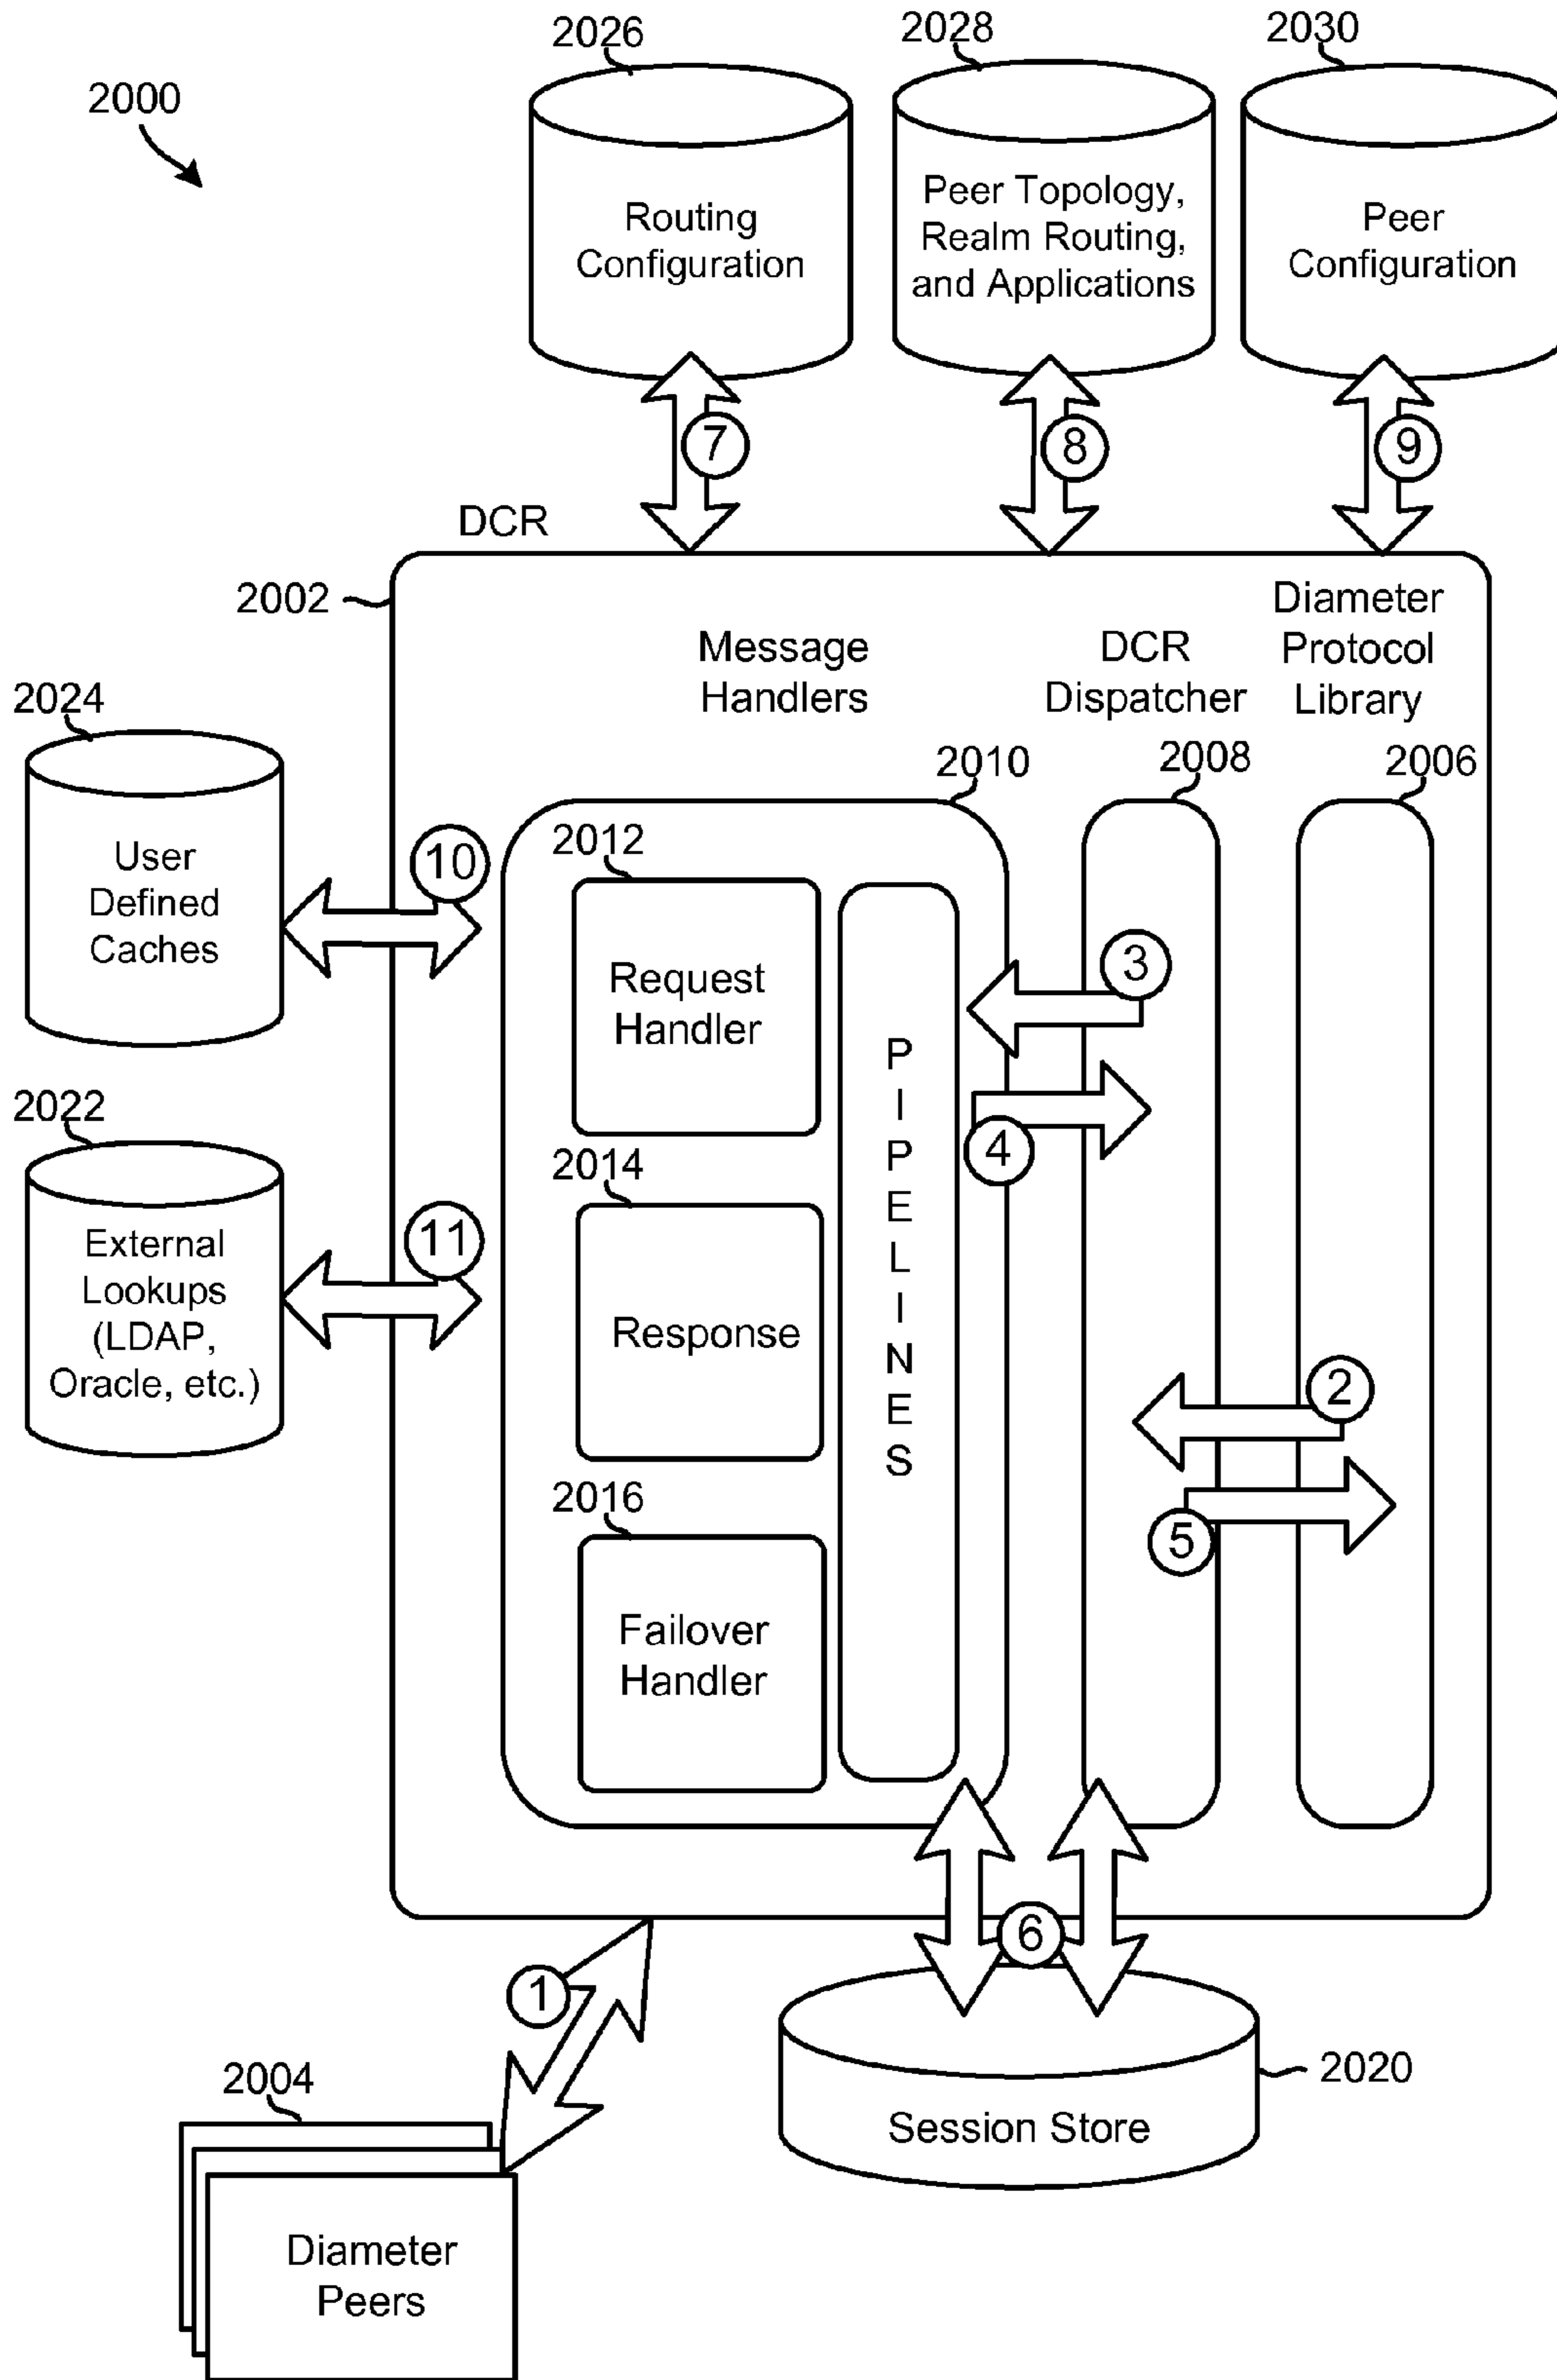 2026
2028
2030
2000
Routing
Configuration
Peer Topology,
Realm Routing,
and Applications
Peer
Configuration
7
8
9
DCR
2002
Message
Handlers
DCR
Dispatcher
Diameter
Protocol
Library
2024
User
Defined
Caches
10
2010
2008
2006
2012
Request
Handler
3
4
2022
External
Lookups
(LDAP,
Oracle, etc.)
11
2014
Response
PIPELINES
2
5
2016
Failover
Handler
6
1
2004
Diameter
Peers
Session Store
2020